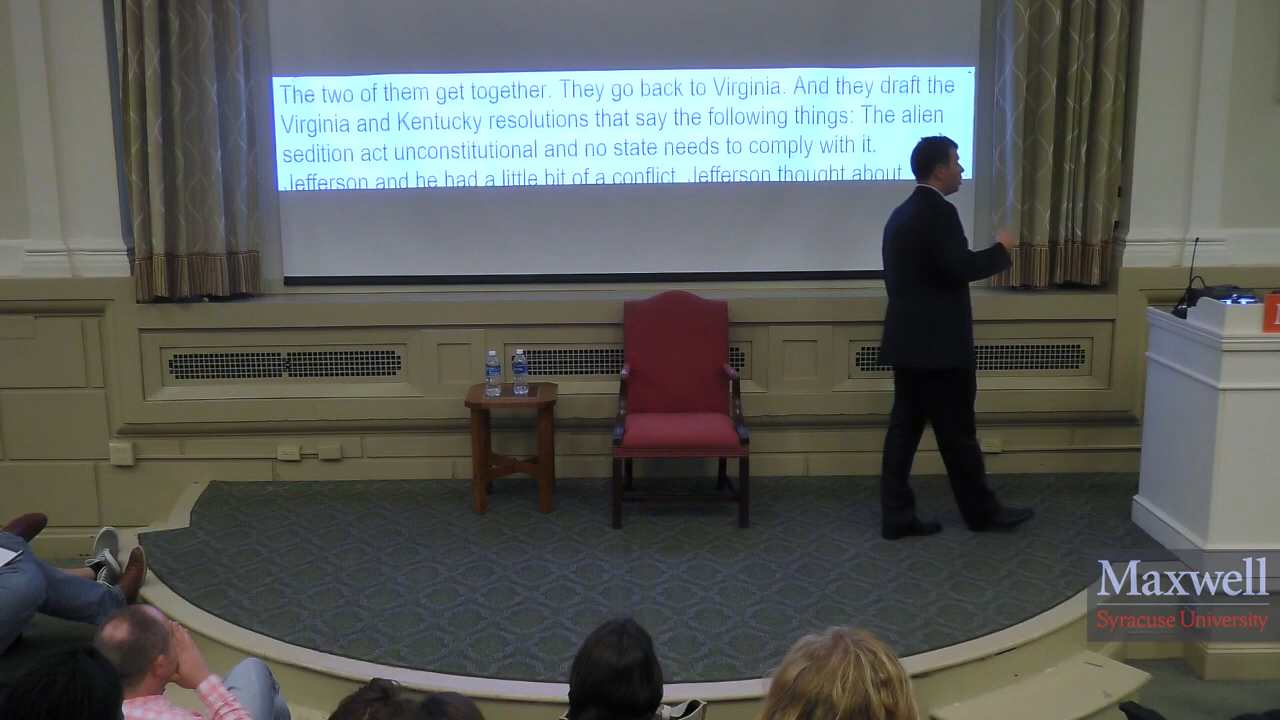 The two of them get together. They go back to Virginia. And they draft the
Virginia and Kentucky resolutions that say the following things: The alien
sedition act unconstitutional and no state needs to comply with it.
Jefferson and he had a little bit of a conflict. Jefferson thought about
Maxwell
Syracuse University